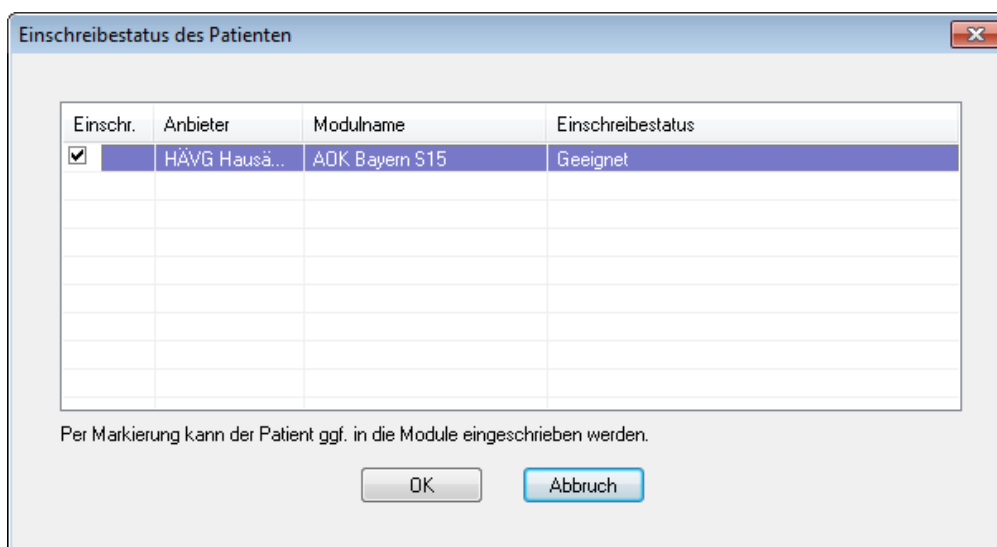 Einschreibestatus des Patienten
Einschr. Anbieter Modulname Einschreibestatus
HÄVG Hausä... AOK Bayern S15 Geeignet
Per Markierung kann der Patient ggf. in die Module eingeschrieben werden.
OK Abbruch